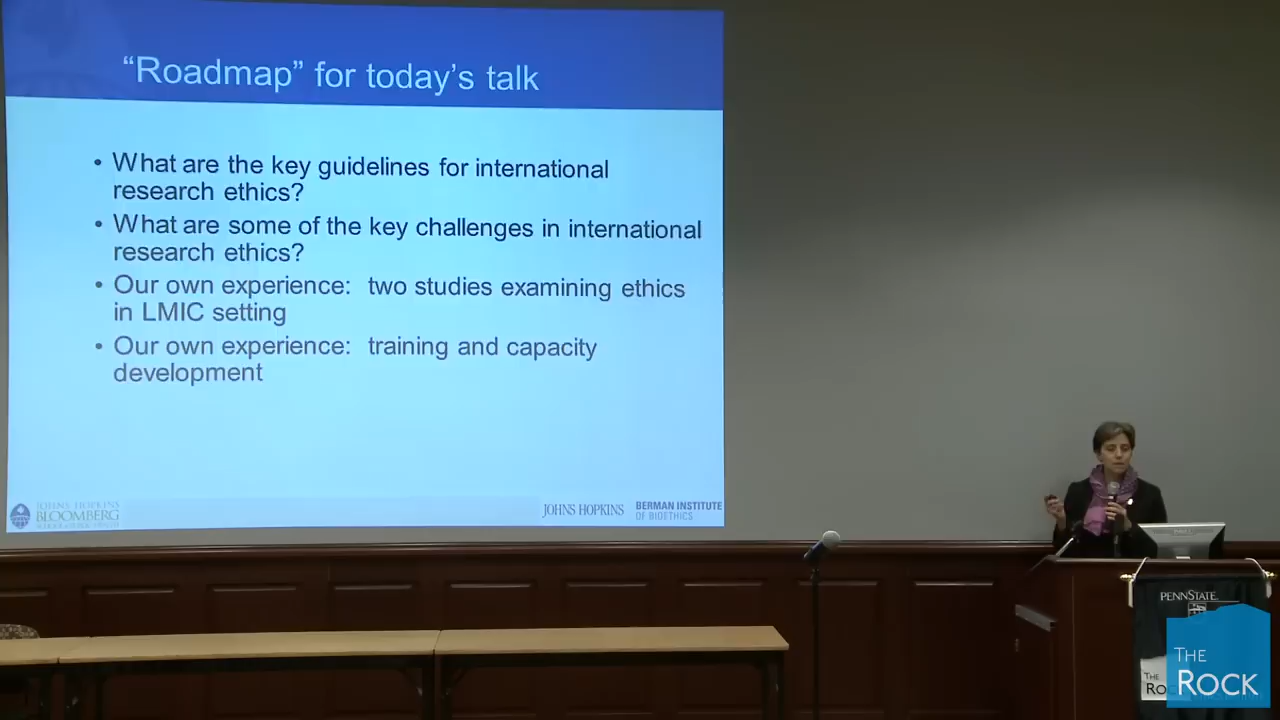 “Roadmap” for today’s talk
• What are the key guidelines for international
research ethics?
• What are some of the key challenges in international
research ethics?
• Our own experience: two studies examining ethics
in LMIC setting
• Our own experience: training and capacity
development
JOHNS HOPKINS
BLOOMBERG
JOHNS HOPKINS
BERMAN INSTITUTE
OF BIOETHICS
PENNSTATE
THE
ROCK
THE
ROCK